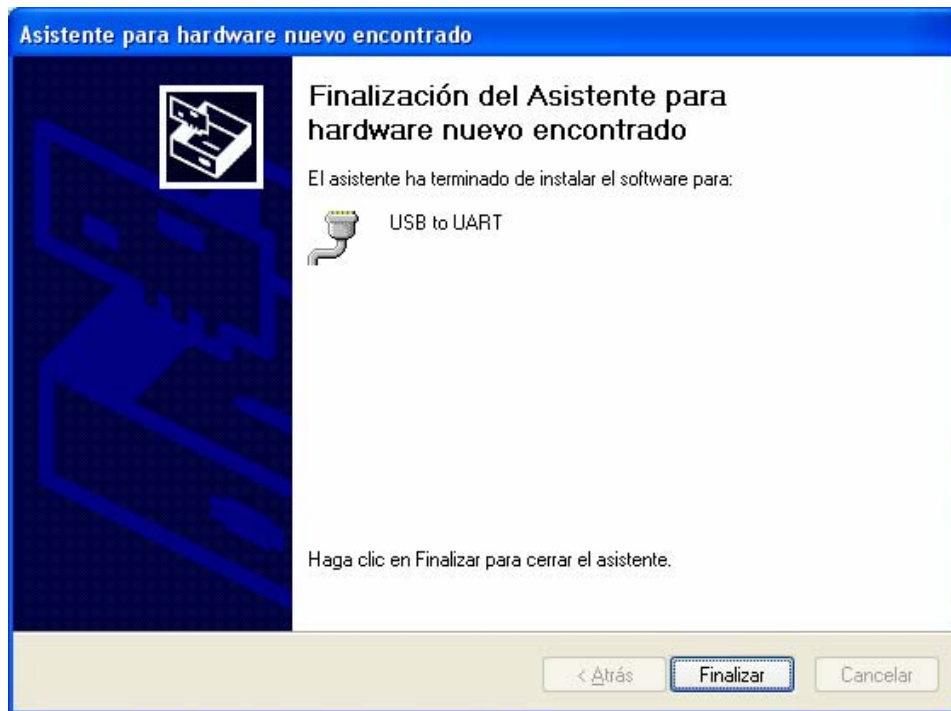 Asistente para hardware nuevo encontrado
Finalización del Asistente para
hardware nuevo encontrado
El asistente ha terminado de instalar el software para:
USB to UART
Haga clic en Finalizar para cerrar el asistente.
< Atrás
Finalizar
Cancelar